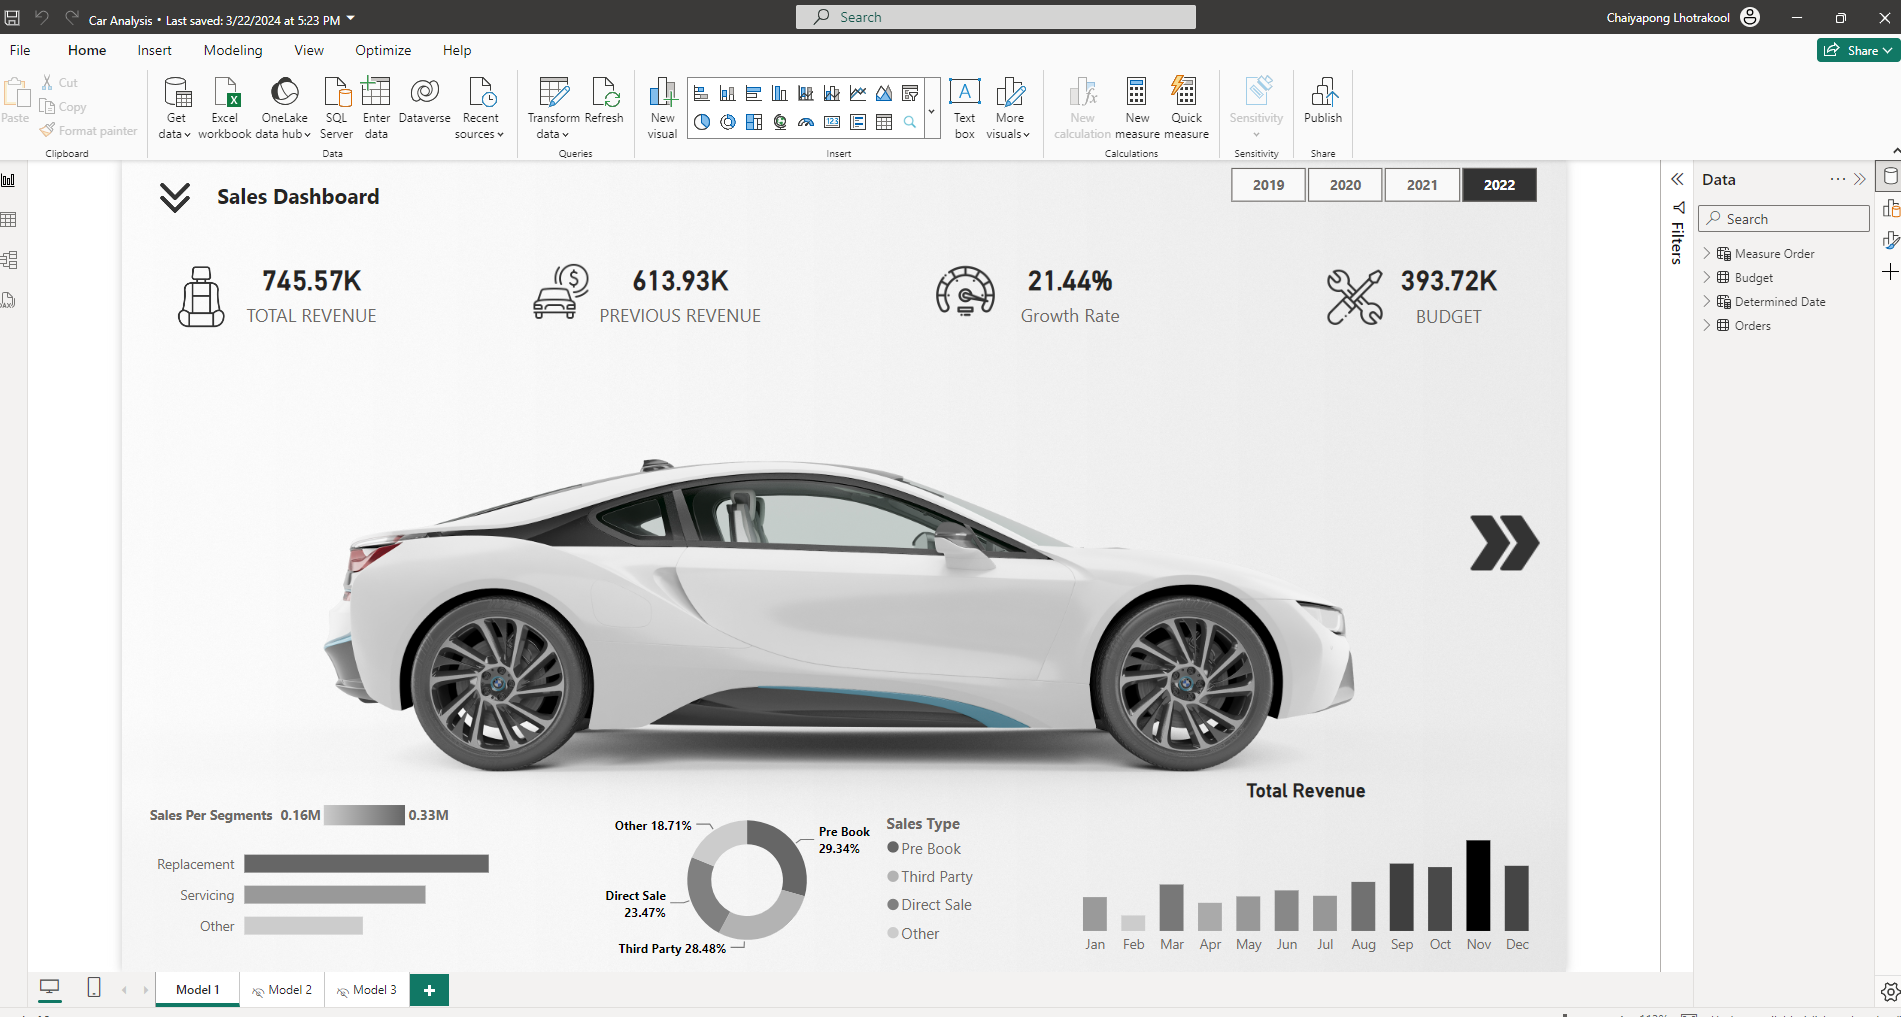 Car Analysis • Last saved: 3/22/2024 at 5:23 PM
Search
Chaiyapong Lhotrakool
File Home Insert Modeling View Optimize Help
Share
Paste
Cut
Copy
Format painter
Clipboard
Get data
Excel workbook
OneLake data hub
SQL Server
Enter data
Dataverse
Recent sources
Data
Transform data
Refresh
Queries
New visual
123
A
Text box
More visuals
Insert
New calculation
New measure
Quick measure
Calculations
Sensitivity
Sensitivity
Publish
Share
Sales Dashboard
2019 2020 2021 2022
745.57K
TOTAL REVENUE
613.93K
PREVIOUS REVENUE
21.44%
Growth Rate
393.72K
BUDGET
Filters
Data
Search
Measure Order
Budget
Determined Date
Orders
Total Revenue
Sales Per Segments 0.16M 0.33M
Replacement
Servicing
Other
Other 18.71%
Pre Book
29.34%
Direct Sale
23.47%
Third Party 28.48%
Sales Type
Pre Book
Third Party
Direct Sale
Other
Jan Feb Mar Apr May Jun Jul Aug Sep Oct Nov Dec
Model 1 Model 2 Model 3 +